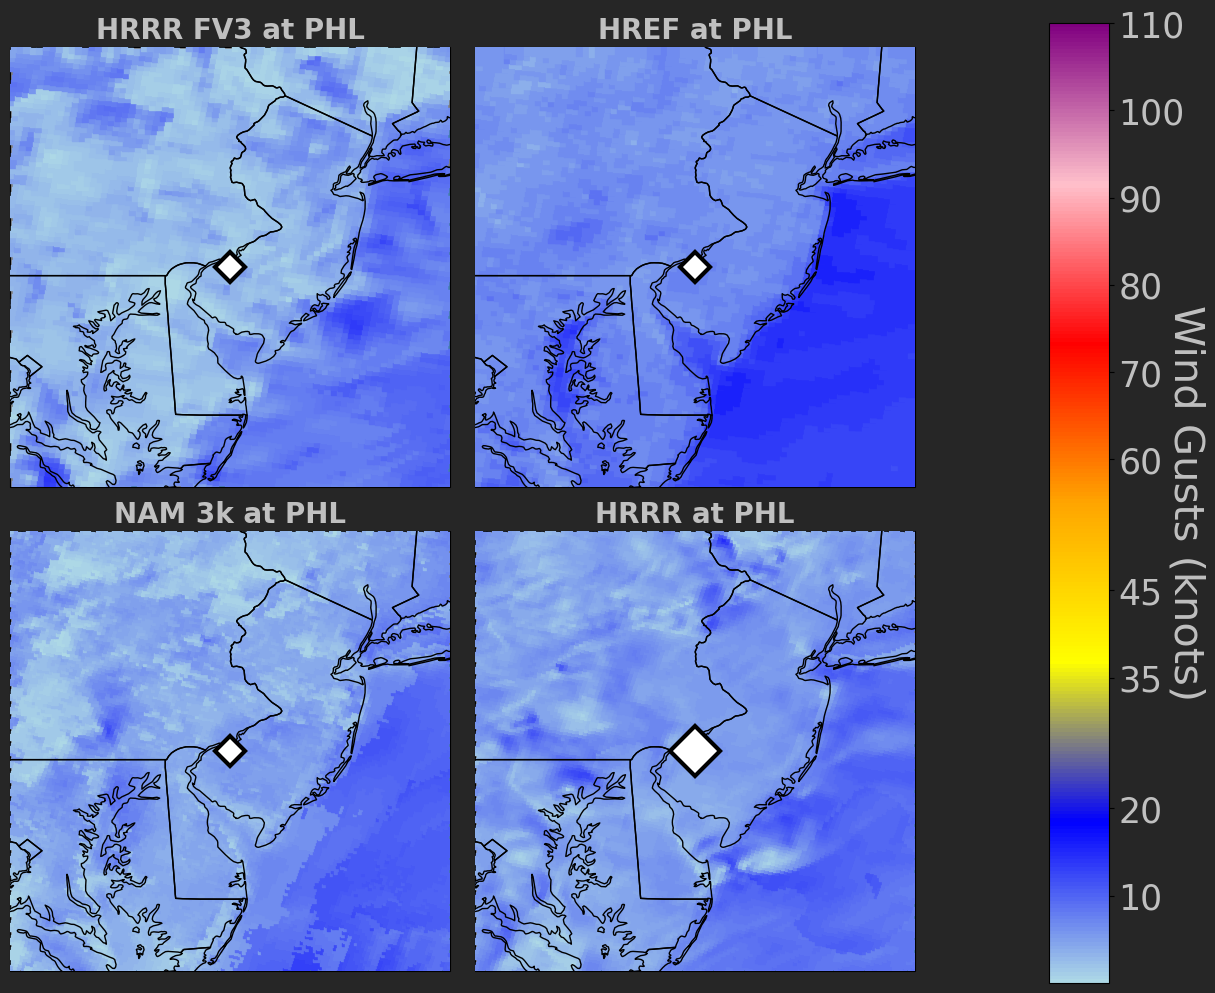 HRRR FV3 at PHL
HREF at PHL
NAM 3k at PHL
HRRR at PHL
110
100
90
80
70
60
45
35
20
10
Wind Gusts (knots)